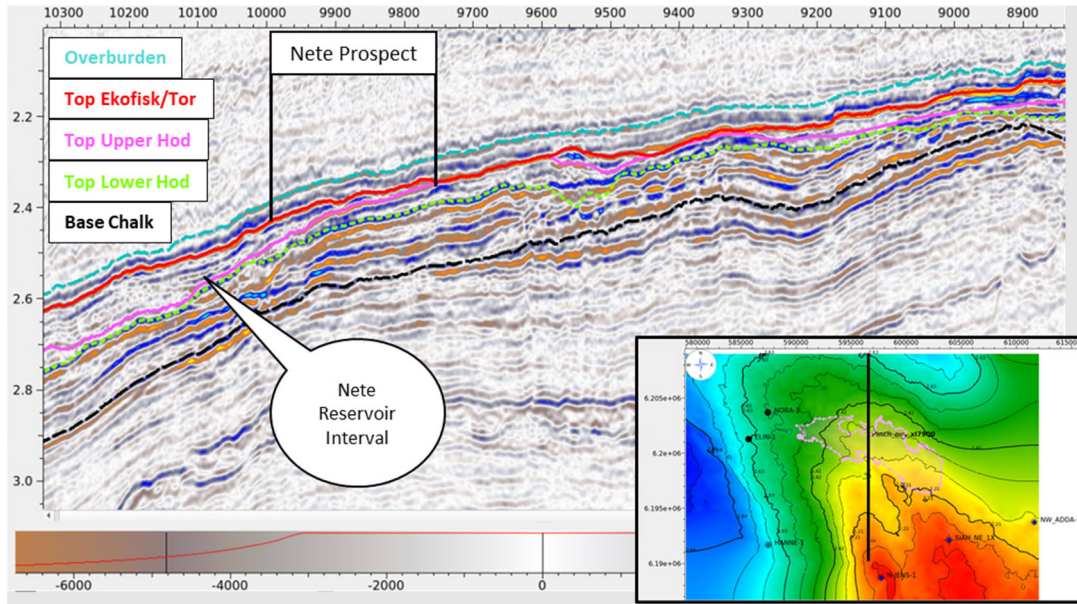 10300 10200 10100 10000 9900 9800 9700 9600 9500 9400 9300 9200 9100 9000 8900
Nete Prospect
Overburden
Top Ekofisk/Tor
Top Upper Hod
Top Lower Hod
Base Chalk
2.2
2.4
2.6
2.8
3.0
Nete
Reservoir
Interval
-6000 -4000 -2000 0
580000 585000 590000 595000 600000 605000 610000 61500
6.205e+06
6.2e+06
6.195e+06
6.19e+06
NORA-1
ELIN-1
HANNE-1
NW_ADDA-
SIAH_NE_1X